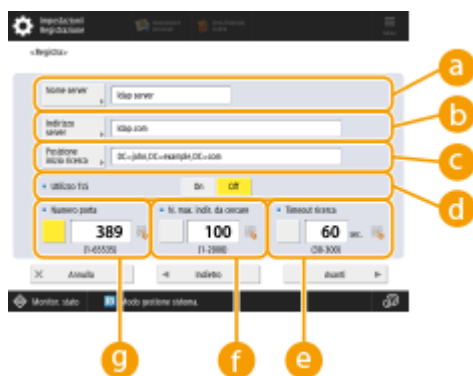 Impostazioni/
Registrazione
<Registra>
a
Nome server
ldap server
b
Indirizzo
server
ldap.com
c
Posizione
inizio ricerca
DC=john,DC=example,DC=com
d
Utilizzo TLS
On
Off
Numero porta
N. max. indir. da cercare
Timeout ricerca
389
100
60
sec.
(1-65535)
(1-2000)
(30-300)
Annulla
Indietro
Avanti
Monitor. stato
Modo gestione sistema.
g
f
e